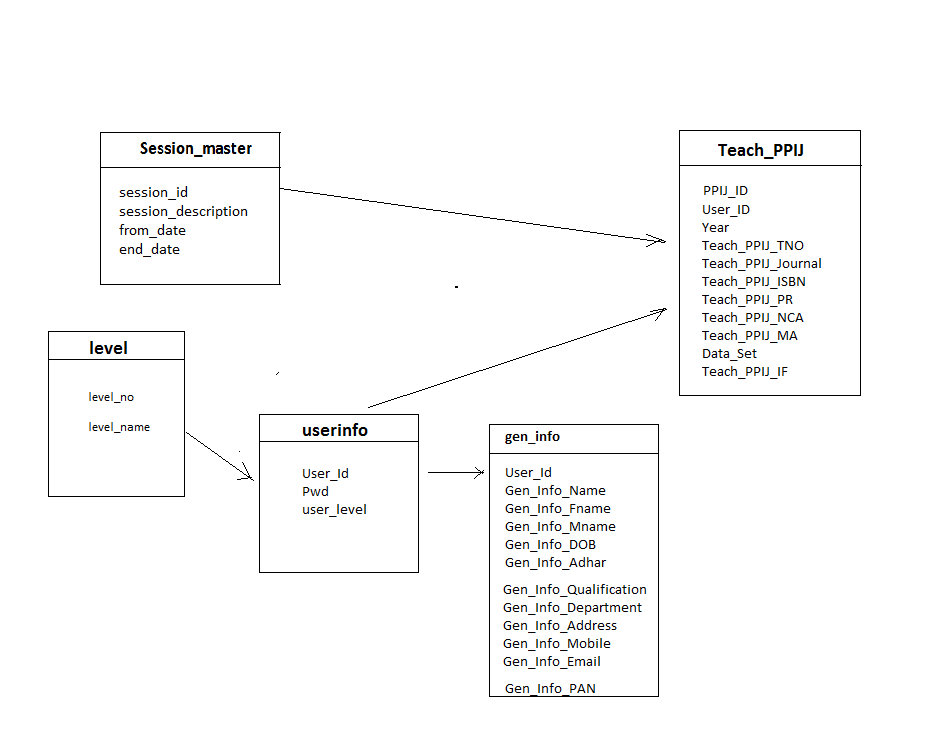 Session_master
session_id
session_description
from_date
end_date
Teach_PPIJ
PPIJ_ID
User_ID
Year
Teach_PPIJ_TNO
Teach_PPIJ_Journal
Teach_PPIJ_ISBN
Teach_PPIJ_PR
Teach_PPIJ_NCA
Teach_PPIJ_MA
Data_Set
Teach_PPIJ_IF
level
level_no
level_name
userinfo
User_Id
Pwd
user_level
gen_info
User_Id
Gen_Info_Name
Gen_Info_Fname
Gen_Info_Mname
Gen_Info_DOB
Gen_Info_Adhar
Gen_Info_Qualification
Gen_Info_Department
Gen_Info_Address
Gen_Info_Mobile
Gen_Info_Email
Gen_Info_PAN